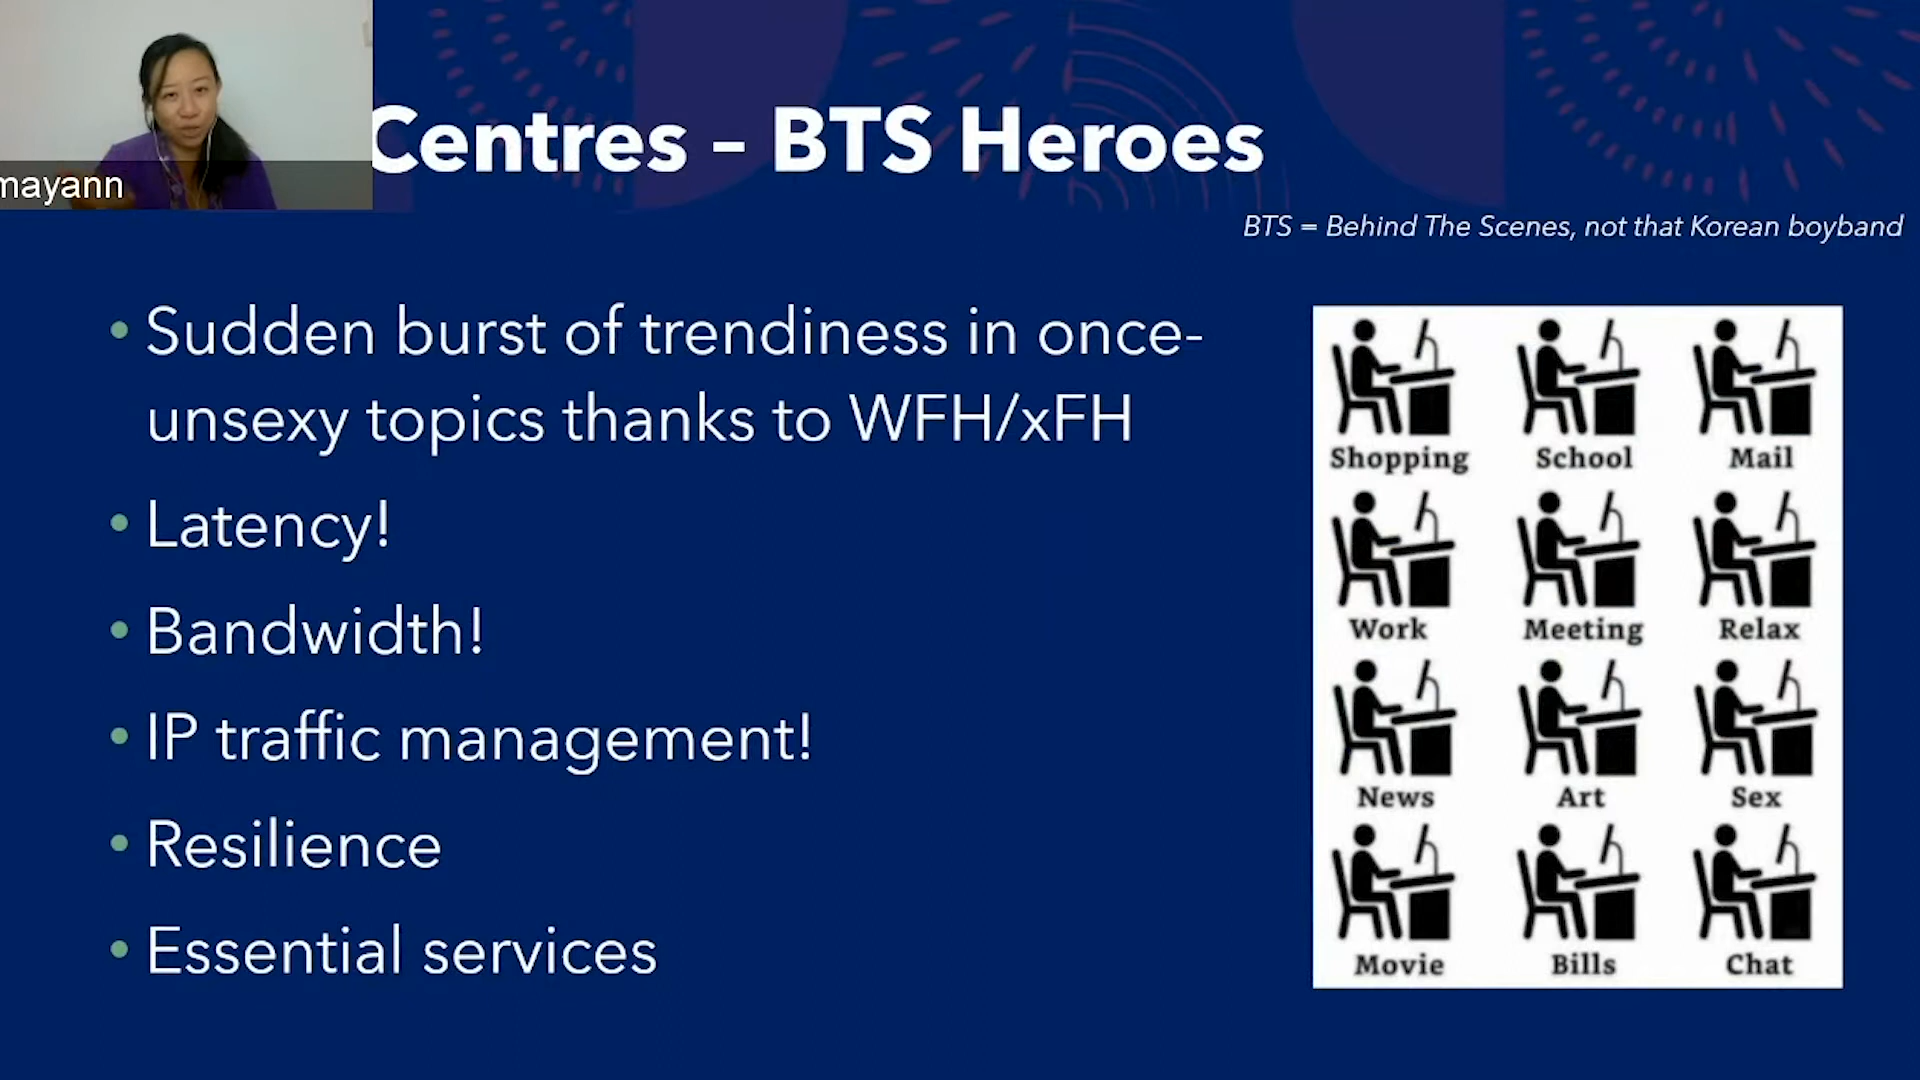 mayann
Centres – BTS Heroes
BTS = Behind The Scenes, not that Korean boyband
• Sudden burst of trendiness in once-
unsexy topics thanks to WFH/xFH
• Latency!
• Bandwidth!
• IP traffic management!
• Resilience
• Essential services
Shopping School Mail
Work Meeting Relax
News Art Sex
Movie Bills Chat